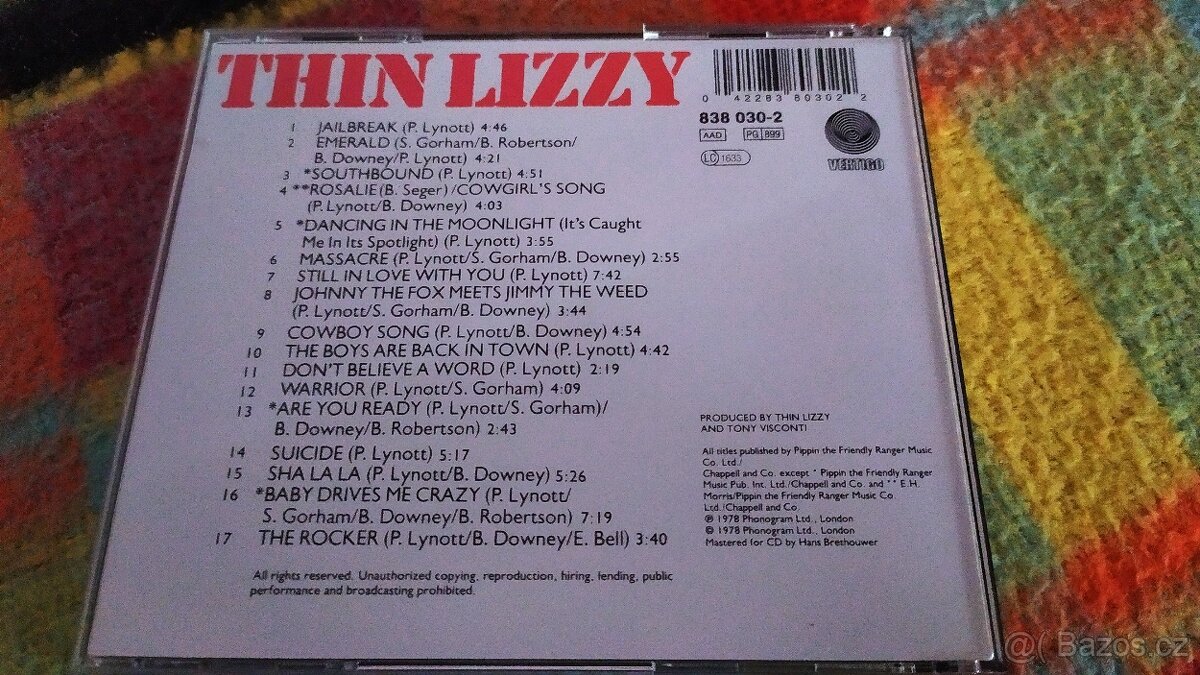 THIN LIZZY
0 42283 80302 2
838 030-2
AAD PG 899
LC 1633
VERTIGO
1 JAILBREAK (P. Lynott) 4:46
2 EMERALD (S. Gorham/B. Robertson/
B. Downey/P. Lynott) 4:21
3 *SOUTHBOUND (P. Lynott) 4:51
4 **ROSALIE(B. Seger)/COWGIRL'S SONG
(P. Lynott/B. Downey) 4:03
5 *DANCING IN THE MOONLIGHT (It's Caught
Me In Its Spotlight) (P. Lynott) 3:55
6 MASSACRE (P. Lynott/S. Gorham/B. Downey) 2:55
7 STILL IN LOVE WITH YOU (P. Lynott) 7:42
8 JOHNNY THE FOX MEETS JIMMY THE WEED
(P. Lynott/S. Gorham/B. Downey) 3:44
9 COWBOY SONG (P. Lynott/B. Downey) 4:54
10 THE BOYS ARE BACK IN TOWN (P. Lynott) 4:42
11 DON'T BELIEVE A WORD (P. Lynott) 2:19
12 WARRIOR (P. Lynott/S. Gorham) 4:09
13 *ARE YOU READY (P. Lynott/S. Gorham)/
B. Downey/B. Robertson) 2:43
14 SUICIDE (P. Lynott) 5:17
15 SHA LA LA (P. Lynott/B. Downey) 5:26
16 *BABY DRIVES ME CRAZY (P. Lynott/
S. Gorham/B. Downey/B. Robertson) 7:19
17 THE ROCKER (P. Lynott/B. Downey/E. Bell) 3:40
All rights reserved. Unauthorized copying, reproduction, hiring, lending, public
performance and broadcasting prohibited.
PRODUCED BY THIN LIZZY
AND TONY VISCONTI
All titles published by Pippin the Friendly Ranger Music
Co. Ltd./
Chappell and Co. except * Pippin the Friendly Ranger
Music Pub. Int. Ltd./Chappell and Co. and ** E.H.
Morris/Pippin the Friendly Ranger Music Co.
Ltd./Chappell and Co
℗ 1978 Phonogram Ltd., London
© 1978 Phonogram Ltd., London
Mastered for CD by Hans Brethouwer
@( Bazos.cz